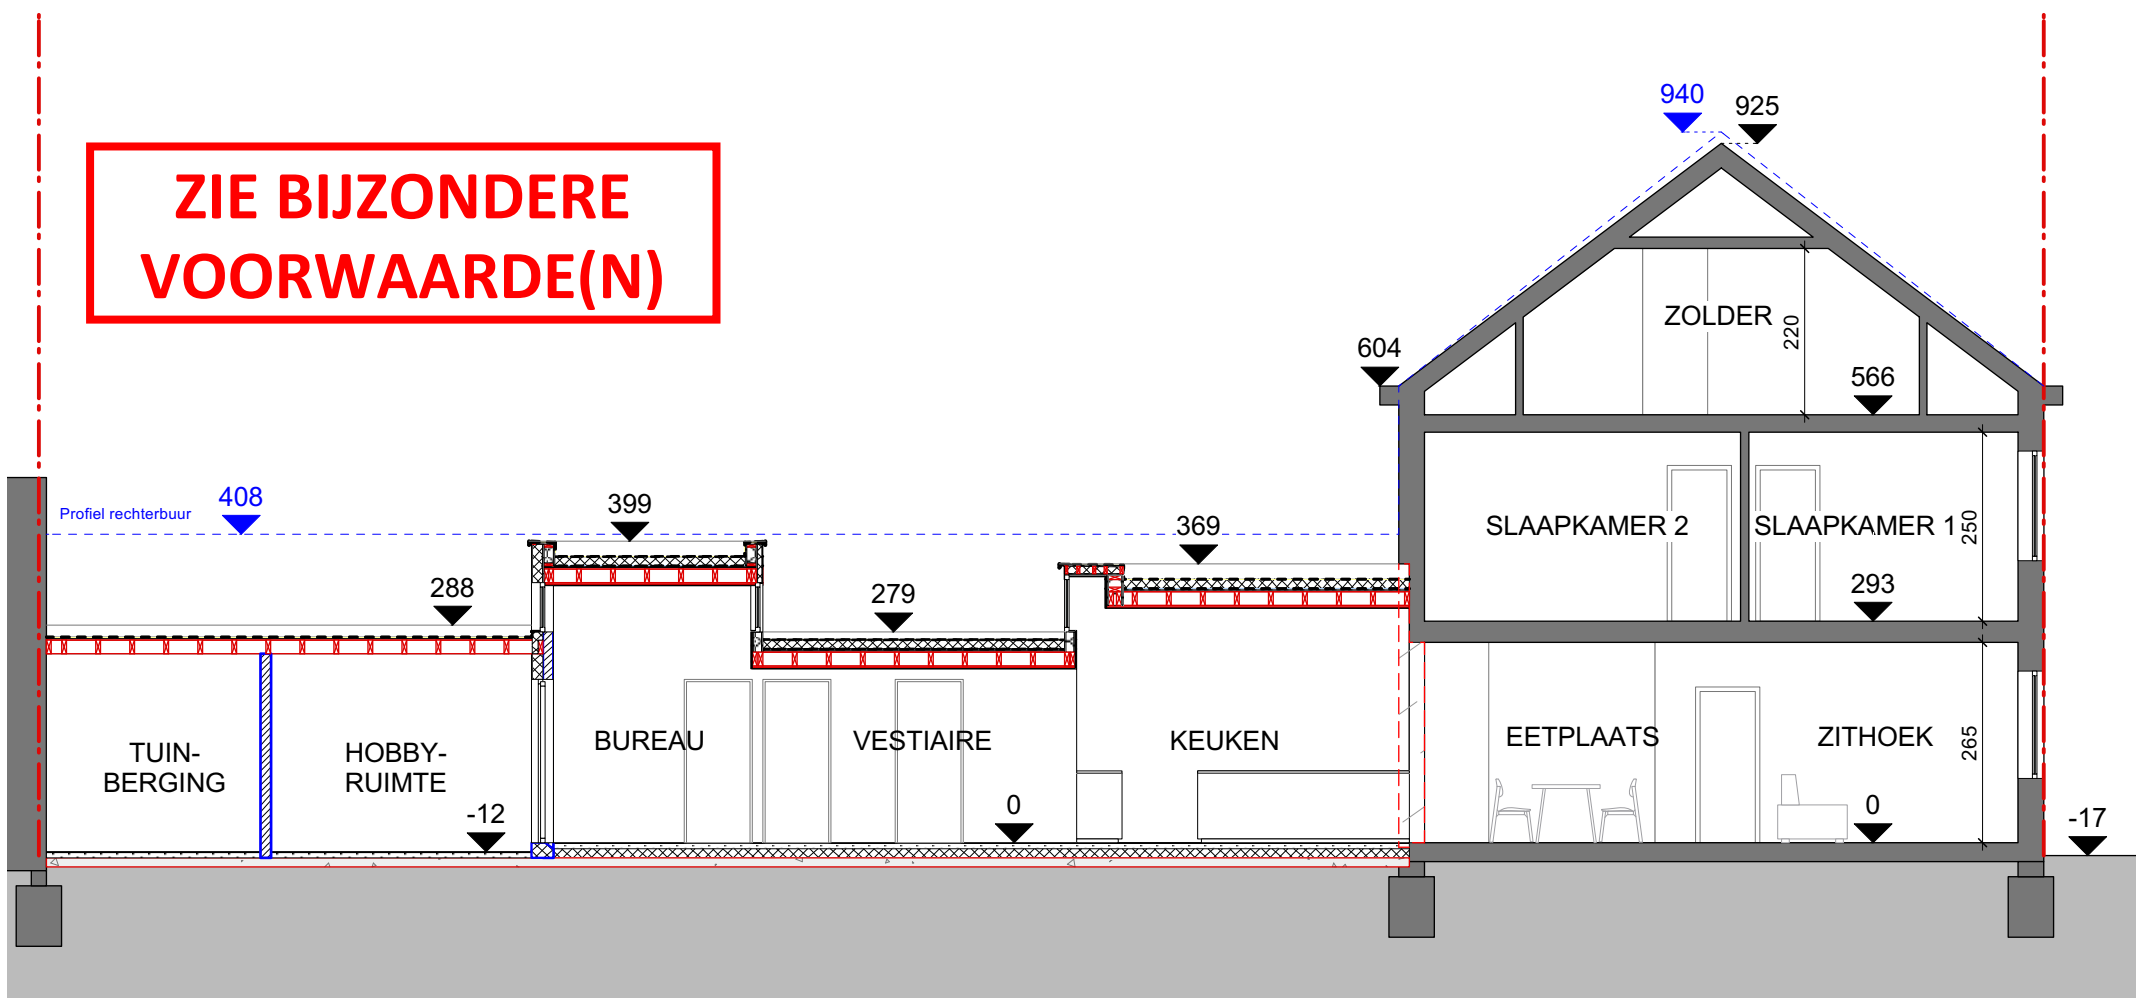 940
925
ZIE BIJZONDERE
VOORWAARDE(N)
ZOLDER
220
604
566
408
Profiel rechterbuur
399
369
SLAAPKAMER 2
SLAAPKAMER 1
250
288
279
293
TUIN-
BERGING
HOBBY-
RUIMTE
BUREAU
VESTIAIRE
KEUKEN
EETPLAATS
ZITHOEK
265
-12
0
0
-17